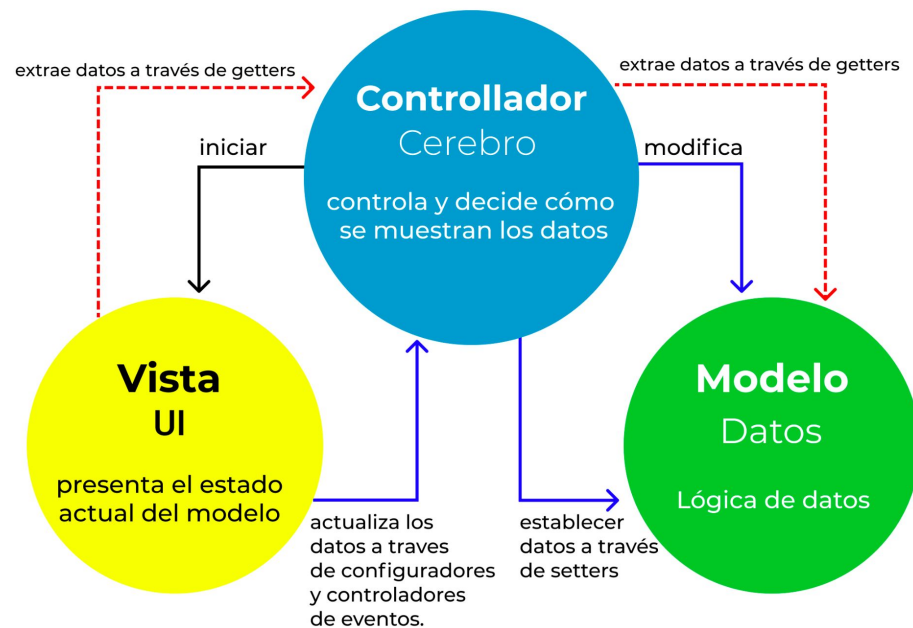 extrae datos a través de getters
extrae datos a través de getters
Controllador
Cerebro
controla y decide cómo
se muestran los datos
iniciar
modifica
Vista
UI
presenta el estado
actual del modelo
Modelo
Datos
Lógica de datos
actualiza los
datos a traves
de configuradores
y controladores
de eventos.
establecer
datos a través
de setters